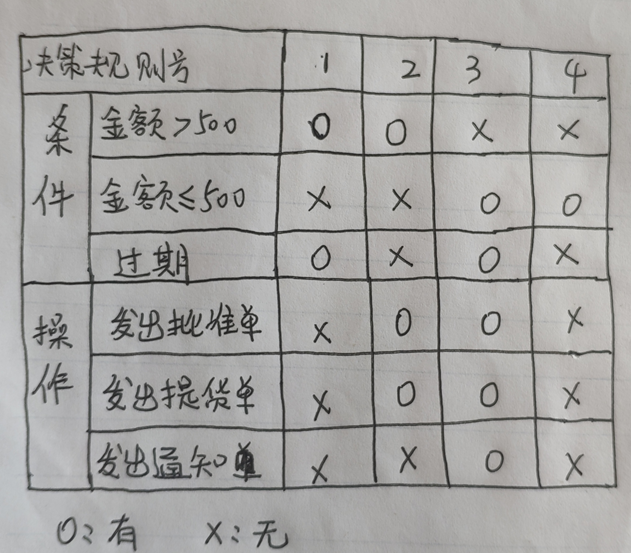 决策规则号 1 2 3 4
条件 金额>500 O O X X
金额≤500 X X O O
过期 O X O X
操作 发出批准单 X O O X
发出提货单 X O O X
发出通知单 X X O X
O:有 X:无